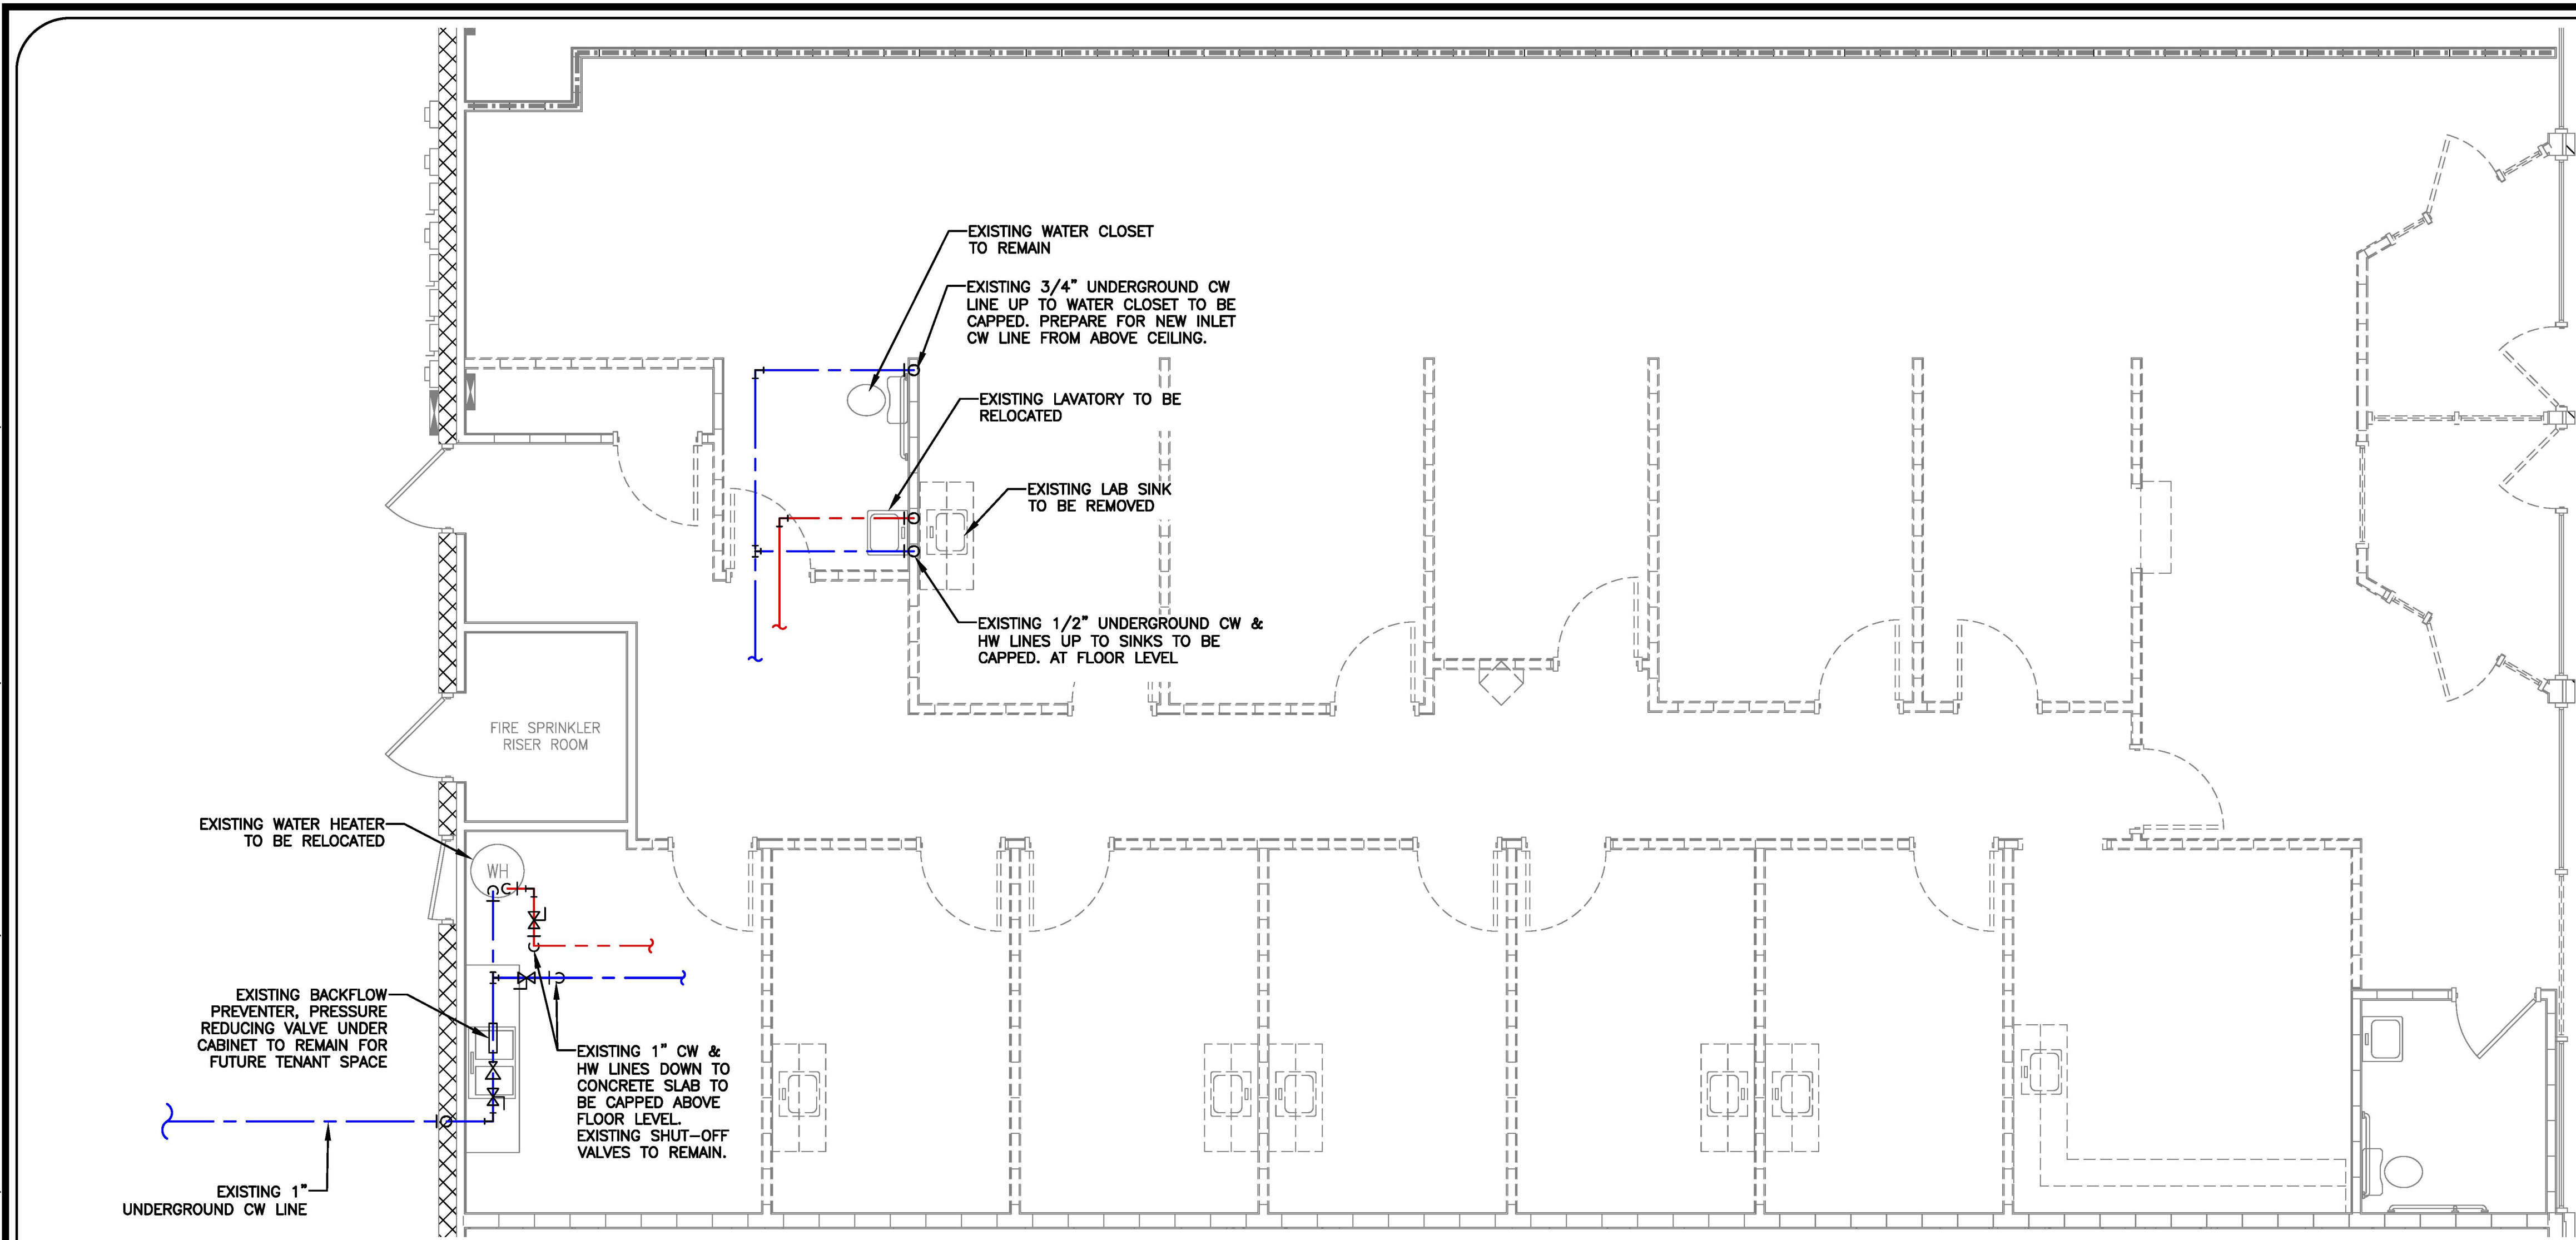 EXISTING WATER CLOSET
TO REMAIN
EXISTING 3/4" UNDERGROUND CW
LINE UP TO WATER CLOSET TO BE
CAPPED. PREPARE FOR NEW INLET
CW LINE FROM ABOVE CEILING.
EXISTING LAVATORY TO BE
RELOCATED
EXISTING LAB SINK
TO BE REMOVED
EXISTING 1/2" UNDERGROUND CW &
HW LINES UP TO SINKS TO BE
CAPPED. AT FLOOR LEVEL
FIRE SPRINKLER
RISER ROOM
EXISTING WATER HEATER
TO BE RELOCATED
WH
EXISTING BACKFLOW
PREVENTER, PRESSURE
REDUCING VALVE UNDER
CABINET TO REMAIN FOR
FUTURE TENANT SPACE
EXISTING 1" CW &
HW LINES DOWN TO
CONCRETE SLAB TO
BE CAPPED ABOVE
FLOOR LEVEL.
EXISTING SHUT-OFF
VALVES TO REMAIN.
EXISTING 1"
UNDERGROUND CW LINE